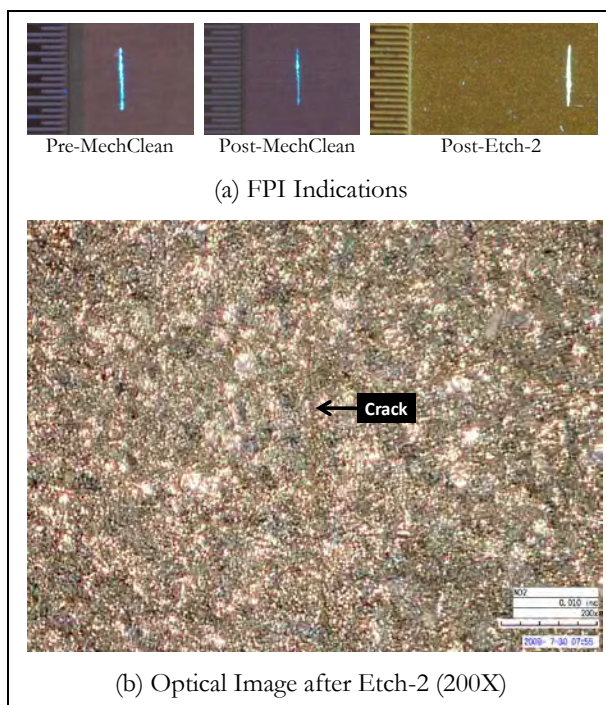 Pre-MechClean
Post-MechClean
Post-Etch-2
(a) FPI Indications
Crack
NO2
0.010 inc
200x
2008- 7-30 07:55
(b) Optical Image after Etch-2 (200X)